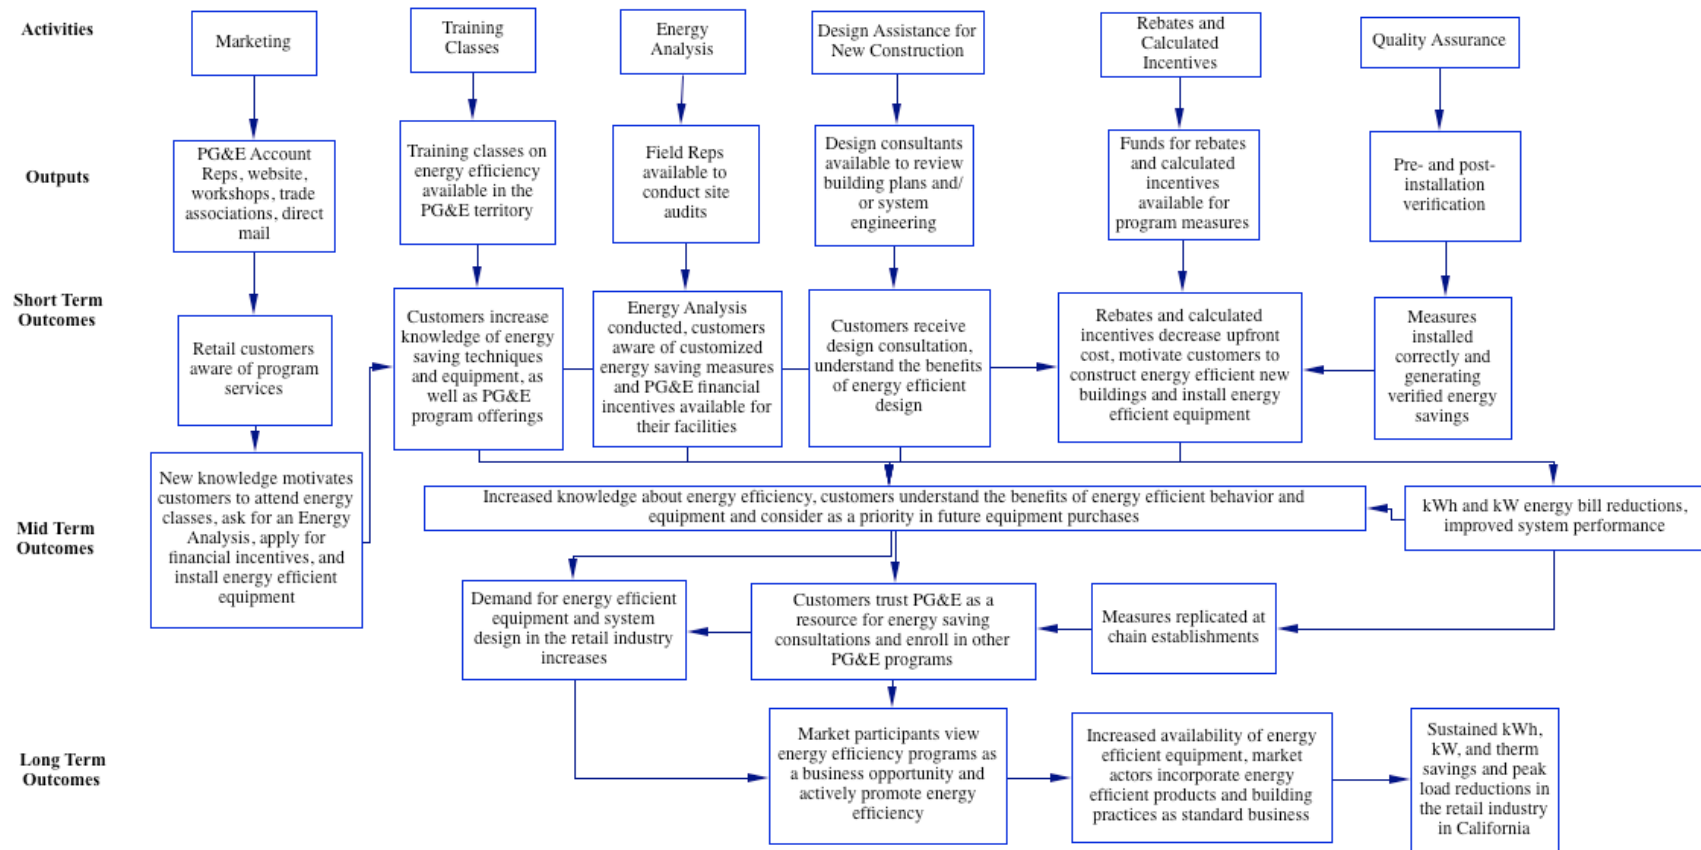 Activities
Marketing
Training
Classes
Energy
Analysis
Design Assistance for
New Construction
Rebates and
Calculated
Incentives
Quality Assurance
Outputs
PG&E Account
Reps, website,
workshops, trade
associations, direct
mail
Training classes on
energy efficiency
available in the
PG&E territory
Field Reps
available to
conduct site
audits
Design consultants
available to review
building plans and/
or system
engineering
Funds for rebates
and calculated
incentives
available for
program measures
Pre- and post-
installation
verification
Short Term
Outcomes
Retail customers
aware of program
services
Customers increase
knowledge of energy
saving techniques
and equipment, as
well as PG&E
program offerings
Energy Analysis
conducted, customers
aware of customized
energy saving measures
and PG&E financial
incentives available for
their facilities
Customers receive
design consultation,
understand the benefits
of energy efficient
design
Rebates and calculated
incentives decrease upfront
cost, motivate customers to
construct energy efficient new
buildings and install energy
efficient equipment
Measures
installed
correctly and
generating
verified energy
savings
Mid Term
Outcomes
New knowledge motivates
customers to attend energy
classes, ask for an Energy
Analysis, apply for
financial incentives, and
install energy efficient
equipment
Increased knowledge about energy efficiency, customers understand the benefits of energy efficient behavior and
equipment and consider as a priority in future equipment purchases
kWh and kW energy bill reductions,
improved system performance
Demand for energy efficient
equipment and system
design in the retail industry
increases
Customers trust PG&E as a
resource for energy saving
consultations and enroll in other
PG&E programs
Measures replicated at
chain establishments
Long Term
Outcomes
Market participants view
energy efficiency programs as
a business opportunity and
actively promote energy
efficiency
Increased availability of energy
efficient equipment, market
actors incorporate energy
efficient products and building
practices as standard business
Sustained kWh,
kW, and therm
savings and peak
load reductions in
the retail industry
in California